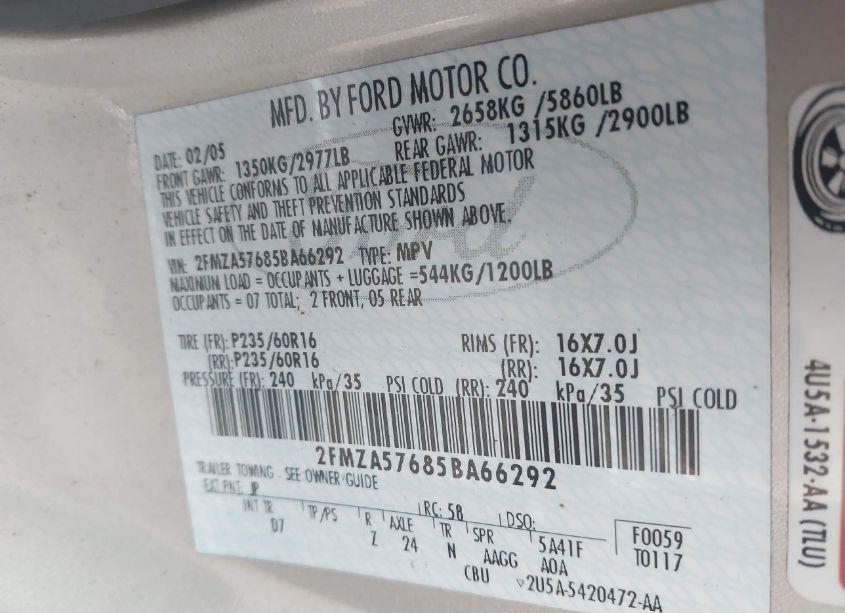 MFD. BY FORD MOTOR CO.
DATE: 02/05 GVWR: 2658KG /5860LB
FRONT GAWR: 1350KG/2977LB REAR GAWR: 1315KG /2900LB
THIS VEHICLE CONFORMS TO ALL APPLICABLE FEDERAL MOTOR
VEHICLE SAFETY AND THEFT PREVENTION STANDARDS
IN EFFECT ON THE DATE OF MANUFACTURE SHOWN ABOVE.
VIN: 2FMZA57685BA66292 TYPE: MPV
MAXIMUM LOAD = OCCUPANTS + LUGGAGE =544KG/1200LB
OCCUPANTS = 07 TOTAL; 2 FRONT, 05 REAR
TIRE (FR):P235/60R16 RIMS (FR): 16X7.0J
(RR):P235/60R16 (RR): 16X7.0J
PRESSURE (FR): 240 kPa/35 PSI COLD (RR): 240 kPa/35 PSI COLD
2FMZA57685BA66292
TRAILER TOWING - SEE OWNER GUIDE
EXT PNT: JP RC: 58 DSO: F0059
INT TR TP/PS R AXLE TR SPR 5A41F T0117
D7 Z 24 N AAGG A0A
CBU ▽2U5A-5420472-AA
4U5A-1532-AA (TLU)
Ford